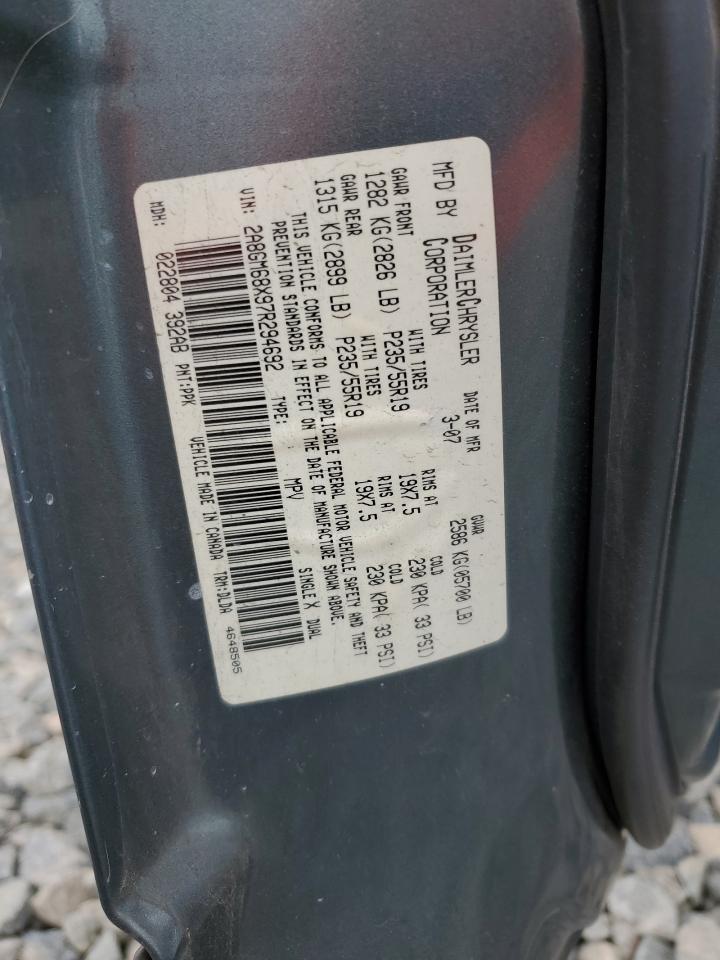 MFD BY DAIMLERCHRYSLER CORPORATION DATE OF MFR 3-07 GVWR 2586 KG(05700 LB)
GAWR FRONT WITH TIRES RIMS AT COLD
1282 KG(2826 LB) P235/55R19 19X7.5 230 KPA( 33 PSI)
GAWR REAR WITH TIRES RIMS AT COLD
1315 KG(2899 LB) P235/55R19 19X7.5 230 KPA( 33 PSI)
THIS VEHICLE CONFORMS TO ALL APPLICABLE FEDERAL MOTOR VEHICLE SAFETY AND THEFT
PREVENTION STANDARDS IN EFFECT ON THE DATE OF MANUFACTURE SHOWN ABOVE.
VIN: 2A8GM68X97R294692 TYPE: MPV SINGLE X DUAL
MDH: 022804 392AB PNT:PPK VEHICLE MADE IN CANADA TRM:DLDA 4648505